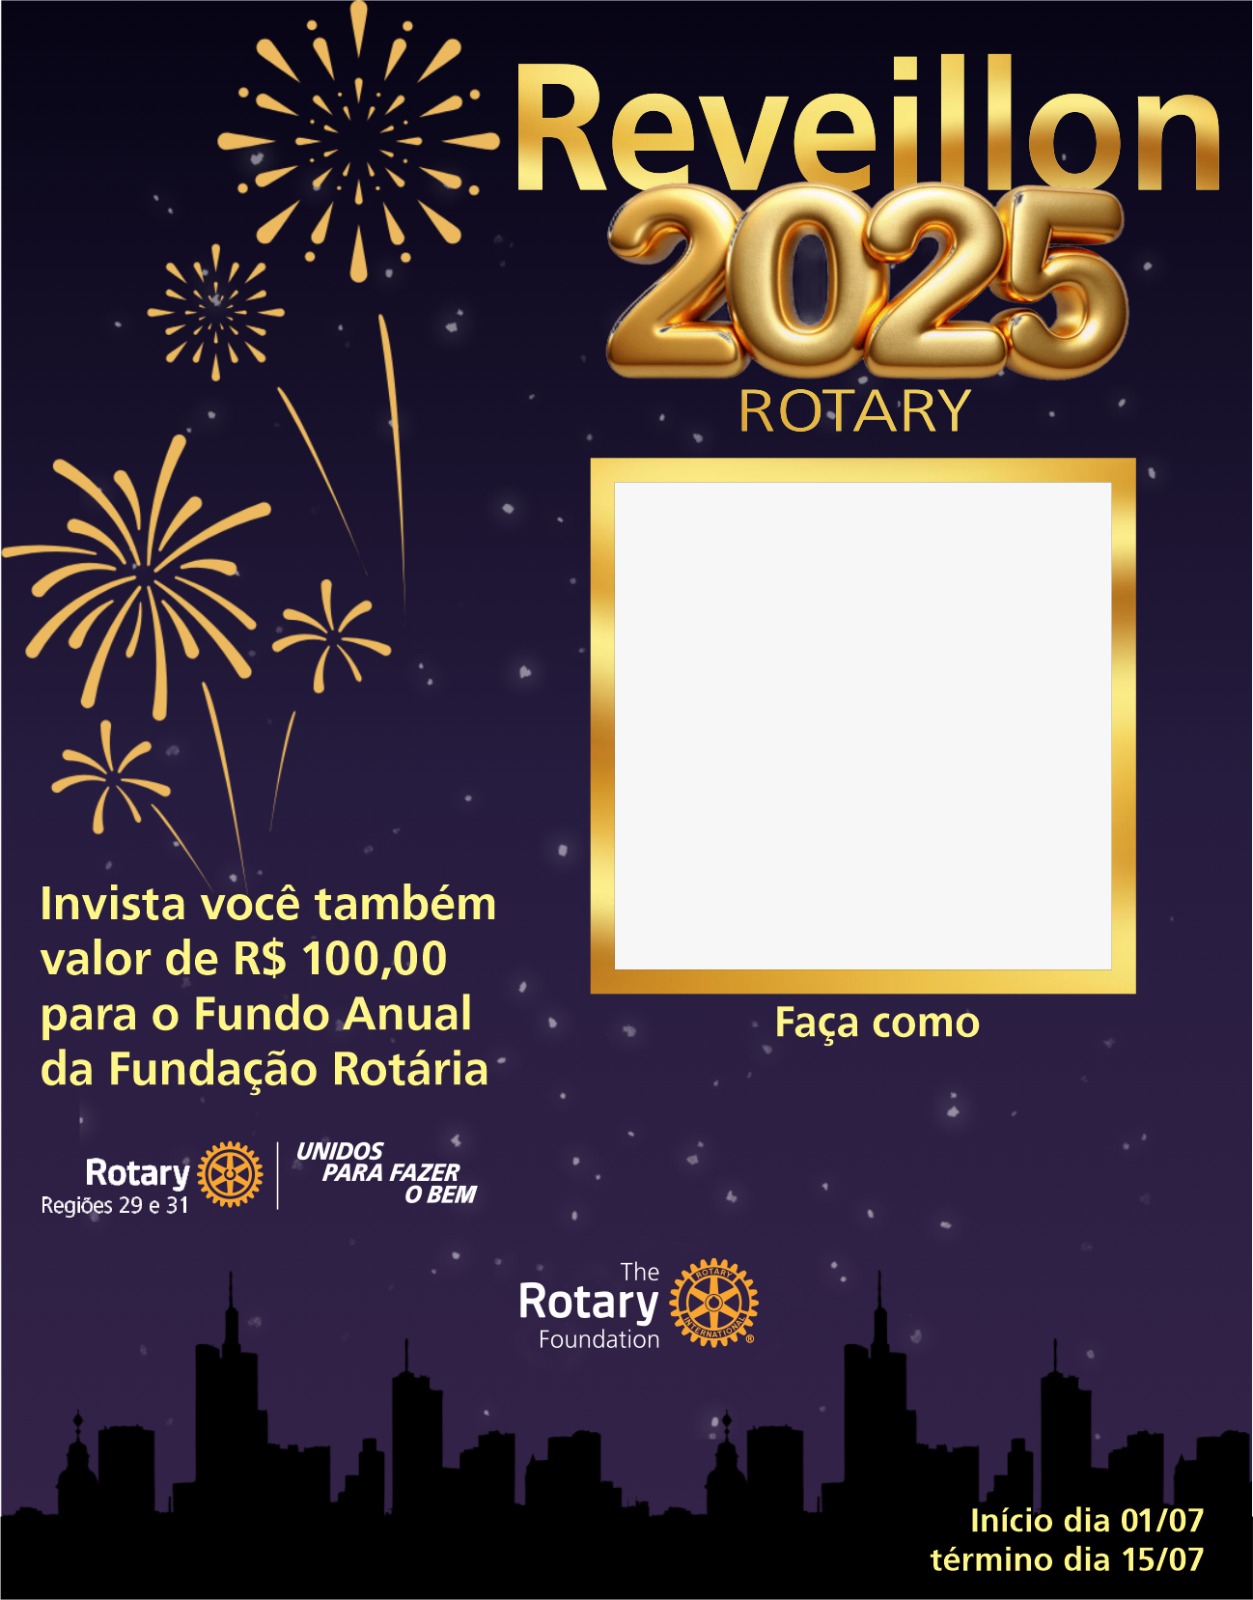 Reveillon
2025
ROTARY
Invista você também
valor de R$ 100,00
para o Fundo Anual
da Fundação Rotária
Faça como
Rotary
Regiões 29 e 31
UNIDOS
PARA FAZER
O BEM
The
Rotary
Foundation
ROTARY
INTERNATIONAL
®
Início dia 01/07
término dia 15/07